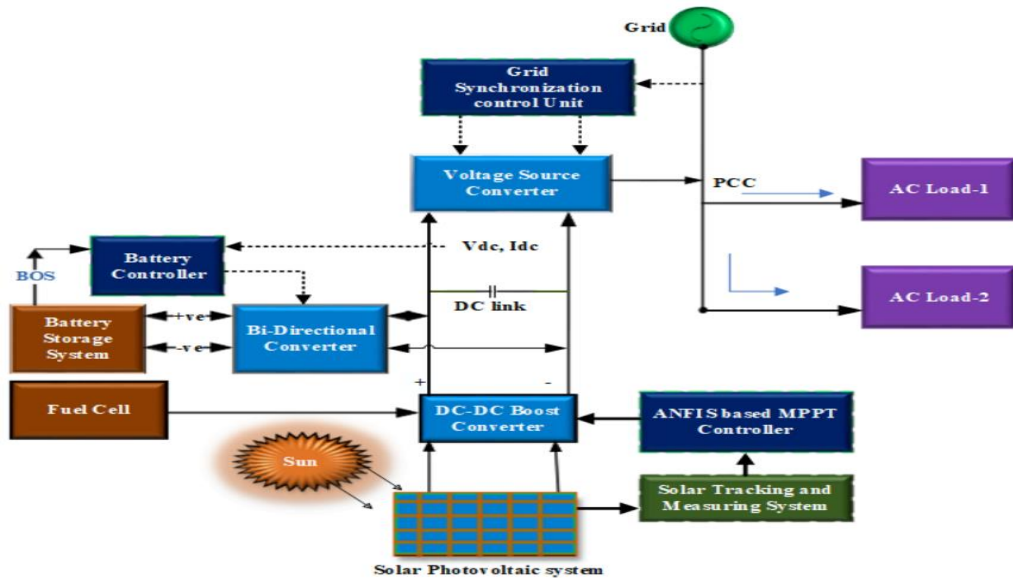 Grid
Grid
Synchronization
control Unit
Voltage Source
Converter
PCC
AC Load-1
Vdc, Idc
Battery
Controller
BOS
DC link
AC Load-2
Battery
Storage
System
+ve
-ve
Bi-Directional
Converter
+
-
Fuel Cell
DC-DC Boost
Converter
ANFIS based MPPT
Controller
Sun
Solar Tracking and
Measuring System
Solar Photovoltaic system